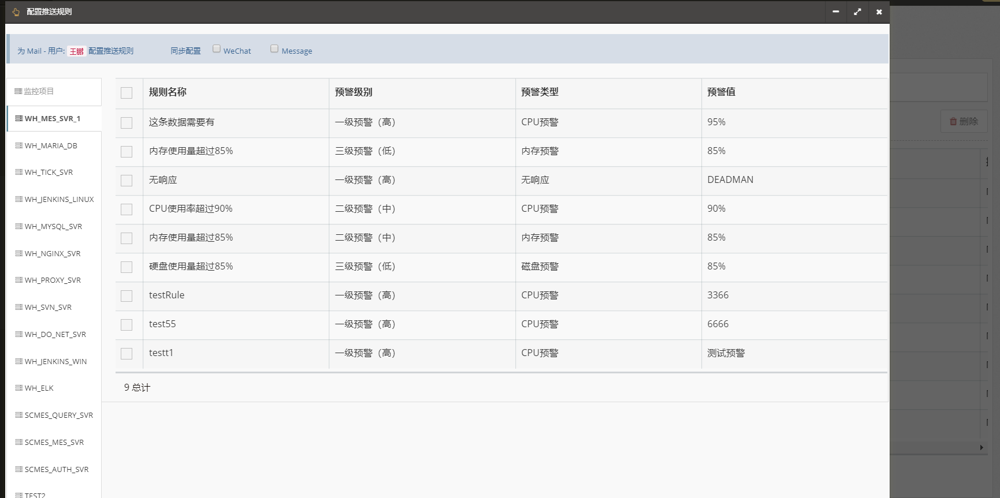 配置推送规则
为 Mail - 用户: 王鹏 配置推送规则 同步配置 WeChat Message
监控项目
WH_MES_SVR_1
WH_MARIA_DB
WH_TICK_SVR
WH_JENKINS_LINUX
WH_MYSQL_SVR
WH_NGINX_SVR
WH_PROXY_SVR
WH_SVN_SVR
WH_DO_NET_SVR
WH_JENKINS_WIN
WH_ELK
SCMES_QUERY_SVR
SCMES_MES_SVR
SCMES_AUTH_SVR
TEST2
规则名称 预警级别 预警类型 预警值
这条数据需要有 一级预警（高） CPU预警 95%
内存使用量超过85% 三级预警（低） 内存预警 85%
无响应 一级预警（高） 无响应 DEADMAN
CPU使用率超过90% 二级预警（中） CPU预警 90%
内存使用量超过85% 二级预警（中） 内存预警 85%
硬盘使用量超过85% 三级预警（低） 磁盘预警 85%
testRule 一级预警（高） CPU预警 3366
test55 一级预警（高） CPU预警 6666
testt1 一级预警（高） CPU预警 测试预警
9 总计
删除